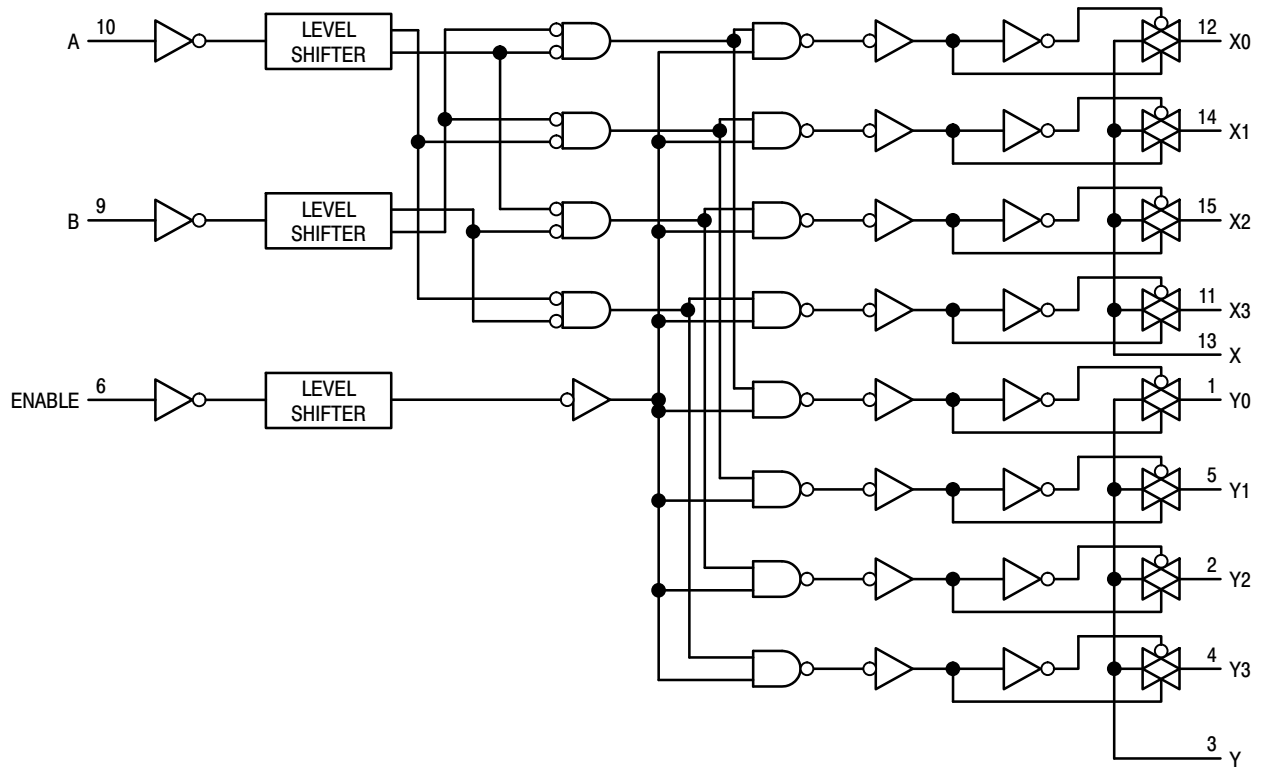 A 10 LEVEL SHIFTER 12 X0
14 X1
B 9 LEVEL SHIFTER 15 X2
11 X3
13 X
ENABLE 6 LEVEL SHIFTER 1 Y0
5 Y1
2 Y2
4 Y3
3 Y